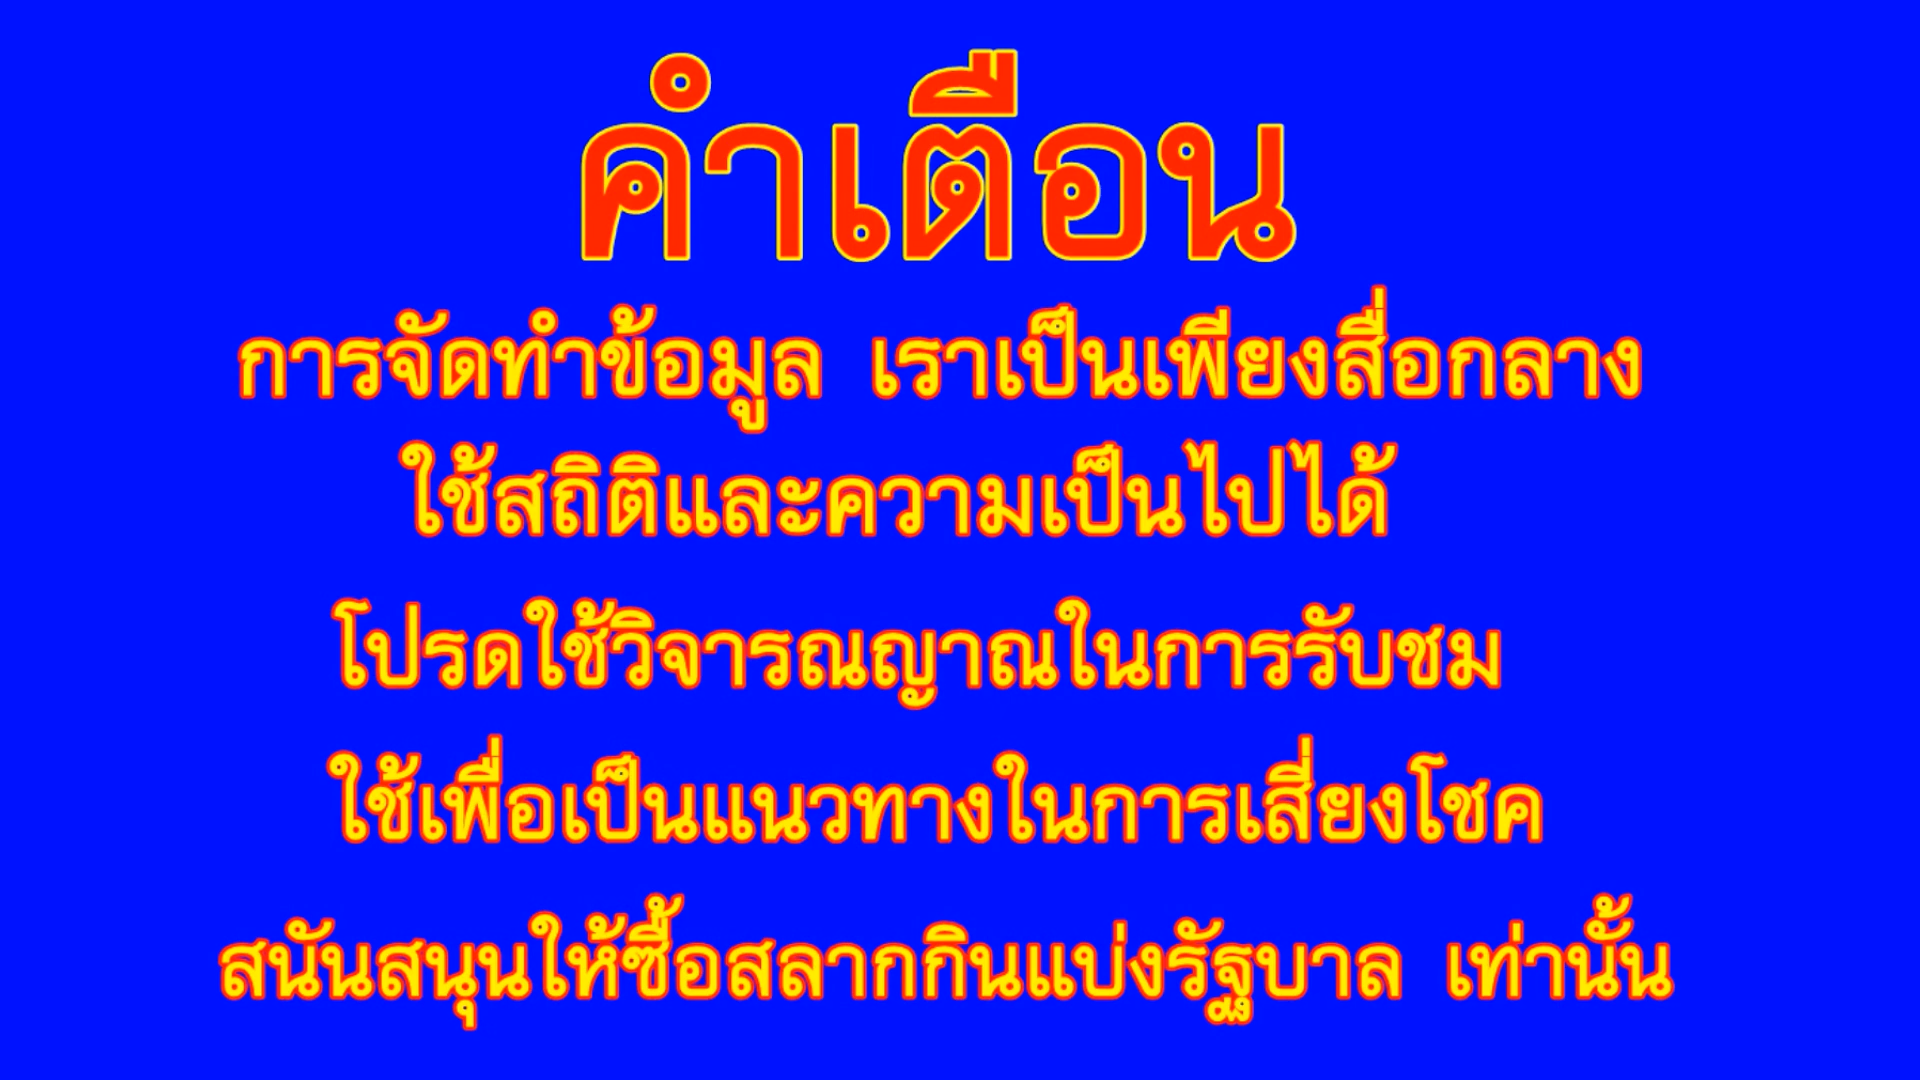 คำเตือน
การจัดทำข้อมูล เราเป็นเพียงสื่อกลาง
ใช้สถิติและความเป็นไปได้
โปรดใช้วิจารณญาณในการรับชม
ใช้เพื่อเป็นแนวทางในการเสี่ยงโชค
สนันสนุนให้ซื้อสลากกินแบ่งรัฐบาล เท่านั้น